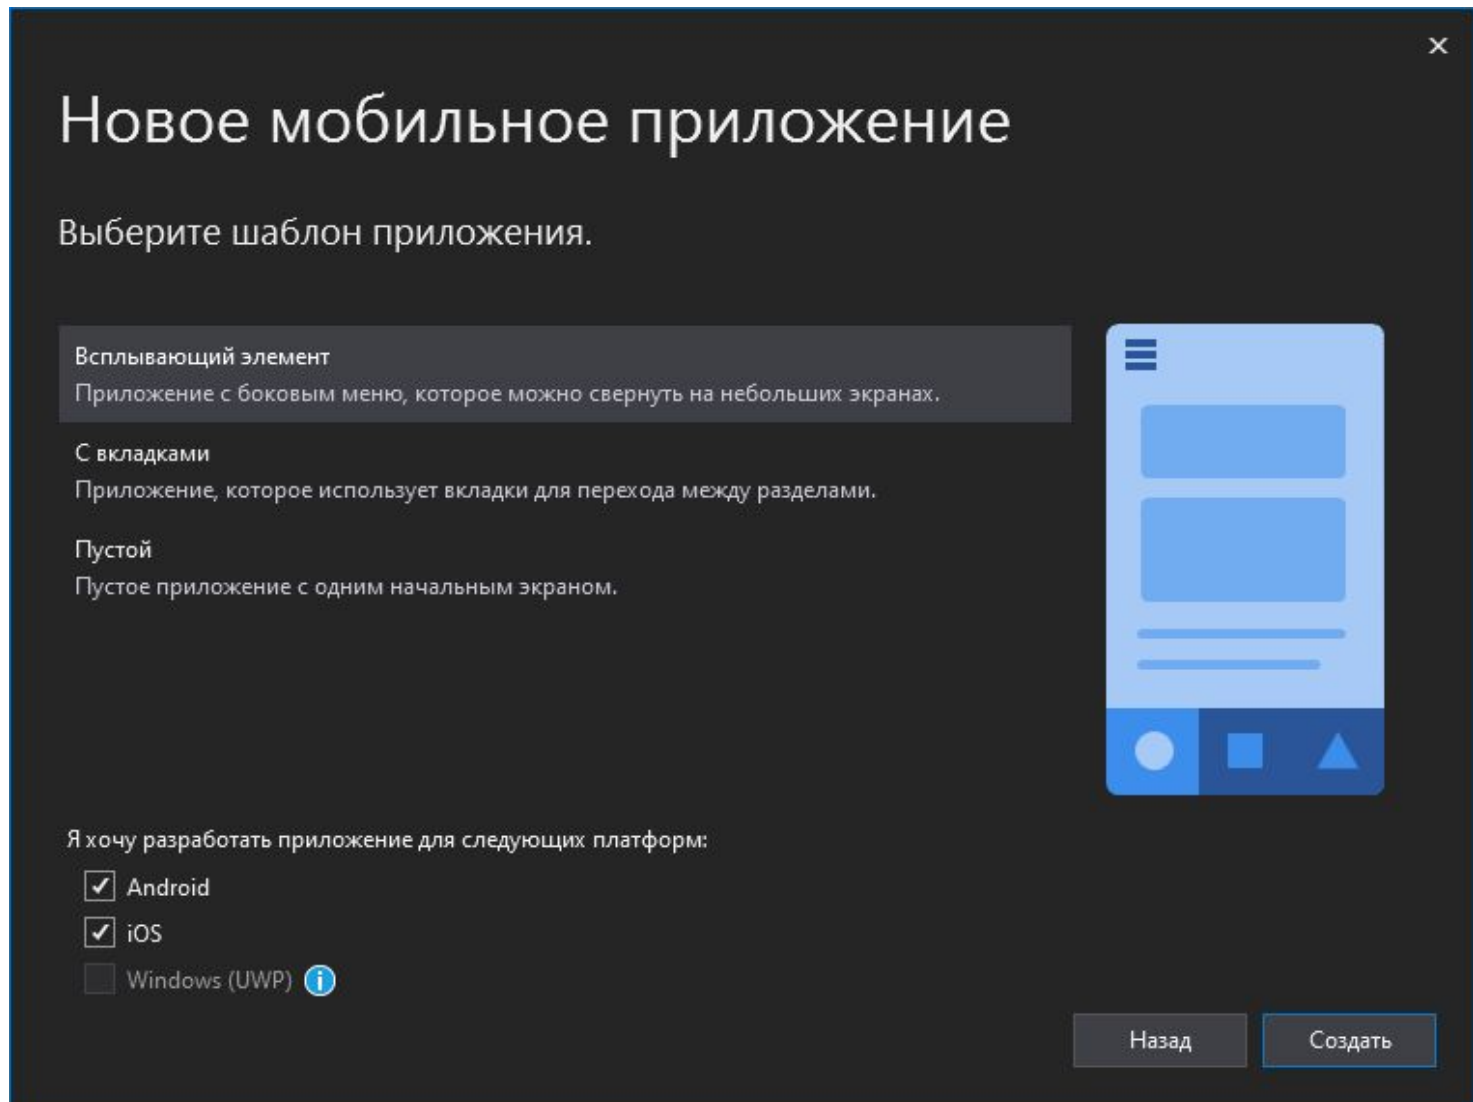 Новое мобильное приложение
Выберите шаблон приложения.
Всплывающий элемент
Приложение с боковым меню, которое можно свернуть на небольших экранах.
С вкладками
Приложение, которое использует вкладки для перехода между разделами.
Пустой
Пустое приложение с одним начальным экраном.
Я хочу разработать приложение для следующих платформ:
Android
iOS
Windows (UWP)
Назад
Создать